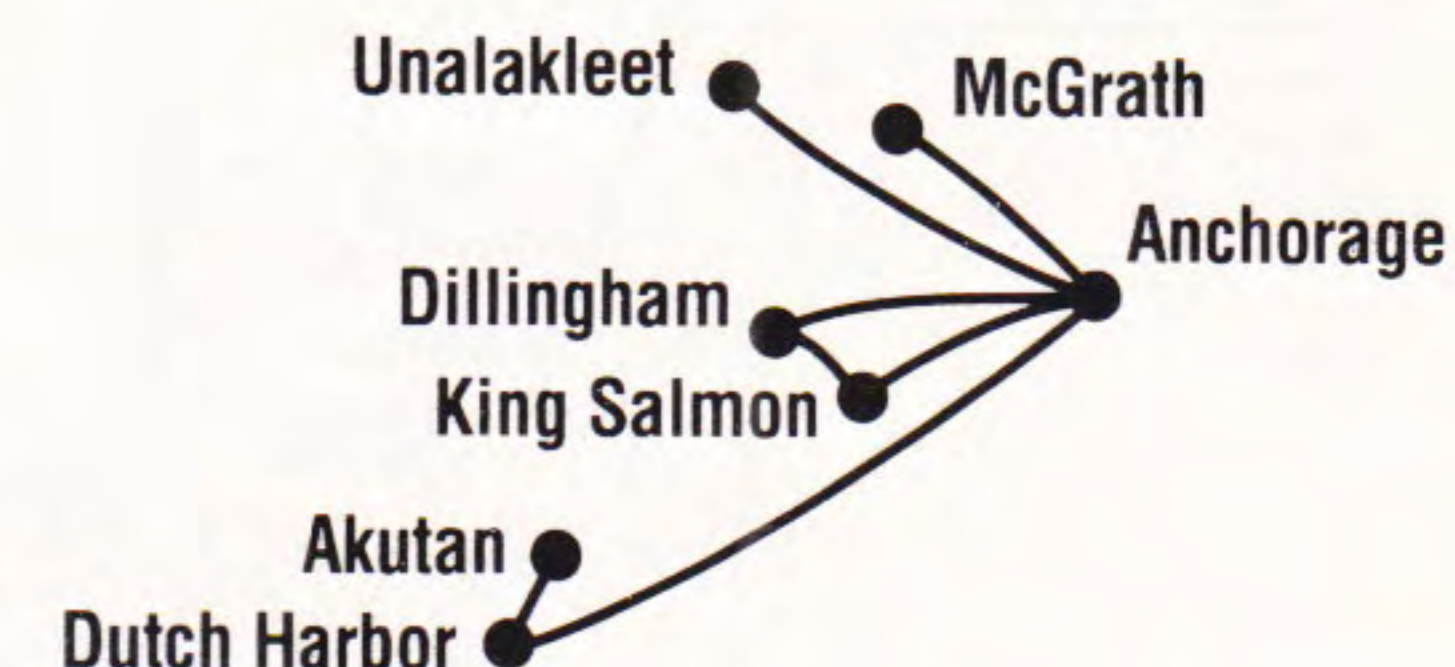 Unalakleet
McGrath
Anchorage
Dillingham
King Salmon
Akutan
Dutch Harbor